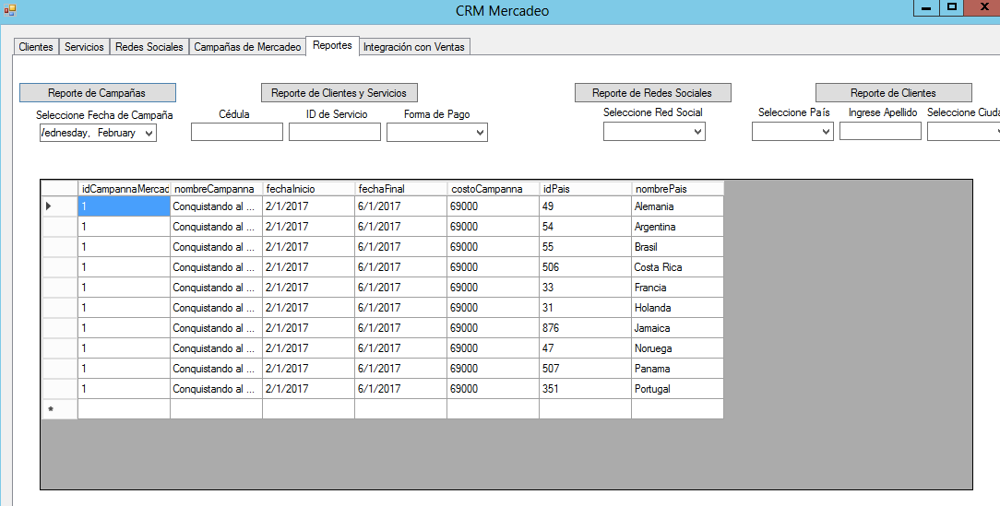 CRM Mercadeo
Clientes Servicios Redes Sociales Campañas de Mercadeo Reportes Integración con Ventas
Reporte de Campañas Reporte de Clientes y Servicios Reporte de Redes Sociales Reporte de Clientes
Seleccione Fecha de Campaña Cédula ID de Servicio Forma de Pago Seleccione Red Social Seleccione País Ingrese Apellido Seleccione Ciuda
Wednesday, February
idCampannaMercad nombreCampanna fechaInicio fechaFinal costoCampanna idPais nombrePais
1 Conquistando al ... 2/1/2017 6/1/2017 69000 49 Alemania
1 Conquistando al ... 2/1/2017 6/1/2017 69000 54 Argentina
1 Conquistando al ... 2/1/2017 6/1/2017 69000 55 Brasil
1 Conquistando al ... 2/1/2017 6/1/2017 69000 506 Costa Rica
1 Conquistando al ... 2/1/2017 6/1/2017 69000 33 Francia
1 Conquistando al ... 2/1/2017 6/1/2017 69000 31 Holanda
1 Conquistando al ... 2/1/2017 6/1/2017 69000 876 Jamaica
1 Conquistando al ... 2/1/2017 6/1/2017 69000 47 Noruega
1 Conquistando al ... 2/1/2017 6/1/2017 69000 507 Panama
1 Conquistando al ... 2/1/2017 6/1/2017 69000 351 Portugal